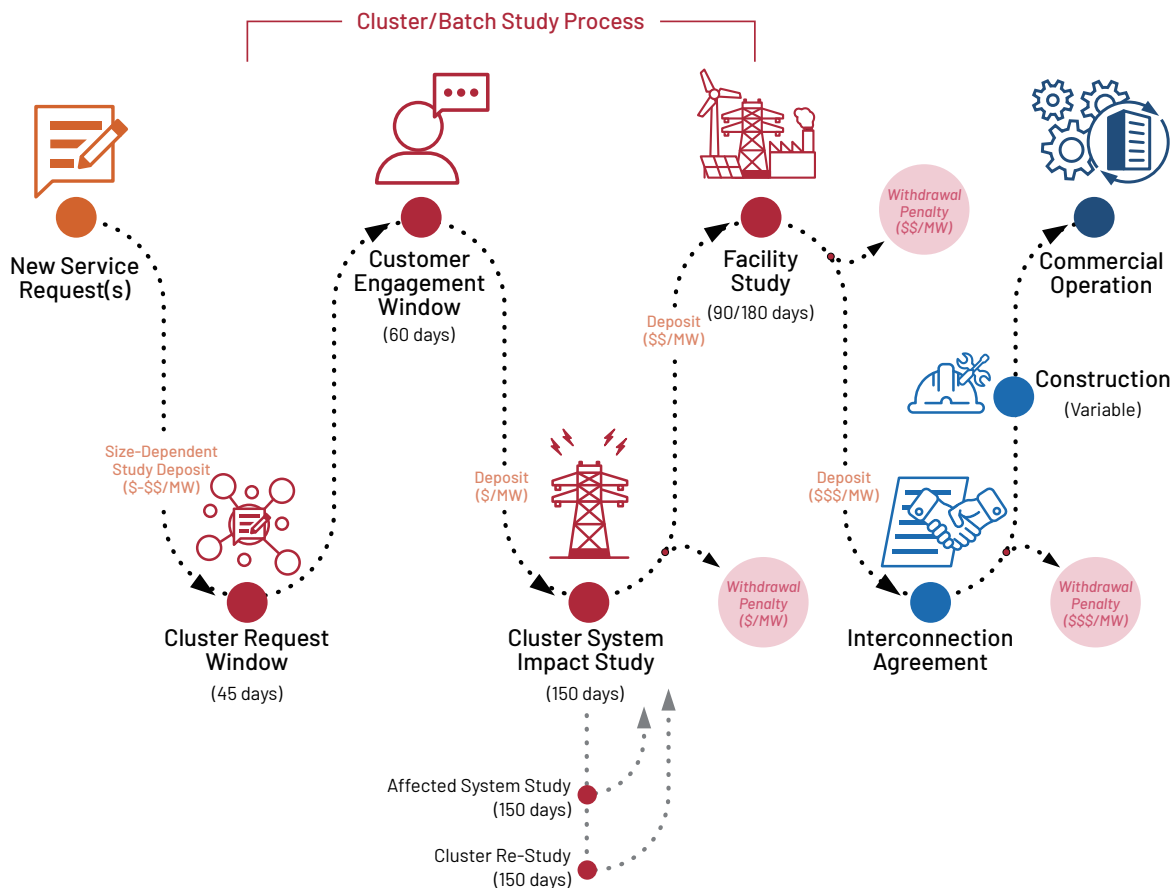 Cluster/Batch Study Process
New Service
Request(s)
Size-Dependent
Study Deposit
($-$$/MW)
Cluster Request
Window
(45 days)
Customer
Engagement
Window
(60 days)
Deposit
($/MW)
Cluster System
Impact Study
(150 days)
Affected System Study
(150 days)
Cluster Re-Study
(150 days)
Withdrawal
Penalty
($/MW)
Deposit
($$/MW)
Facility
Study
(90/180 days)
Withdrawal
Penalty
($$/MW)
Deposit
($$$/MW)
Interconnection
Agreement
Withdrawal
Penalty
($$$/MW)
Construction
(Variable)
Commercial
Operation